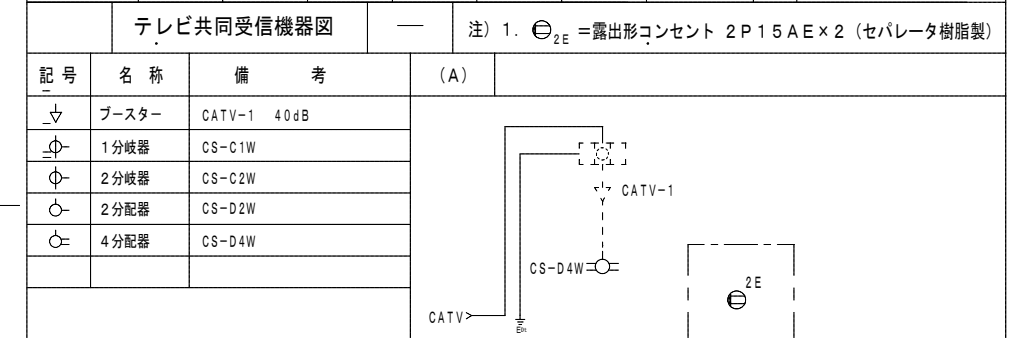 テレビ共同受信機器図
注) 1. 2E =露出形コンセント 2P15AE×2 (セパレータ樹脂製)
記号 名称 備考 (A)
ブースター CATV-1 40dB
1分岐器 CS-C1W
2分岐器 CS-C2W
2分配器 CS-D2W
4分配器 CS-D4W
CATV-1
CS-D4W
2E
CATV